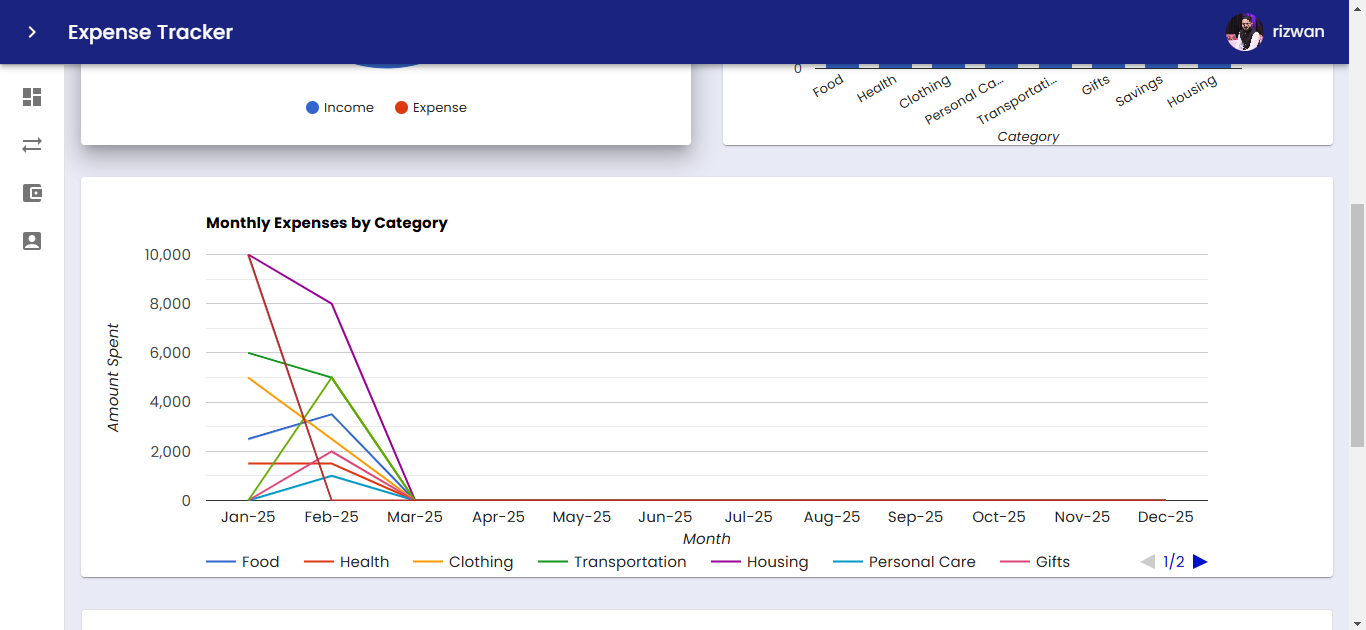 Expense Tracker
rizwan
Income Expense
0
Food Health Clothing Personal Ca... Transportati... Gifts Savings Housing
Category
Monthly Expenses by Category
10,000
8,000
6,000
4,000
2,000
0
Amount Spent
Jan-25 Feb-25 Mar-25 Apr-25 May-25 Jun-25 Jul-25 Aug-25 Sep-25 Oct-25 Nov-25 Dec-25
Month
Food Health Clothing Transportation Housing Personal Care Gifts 1/2